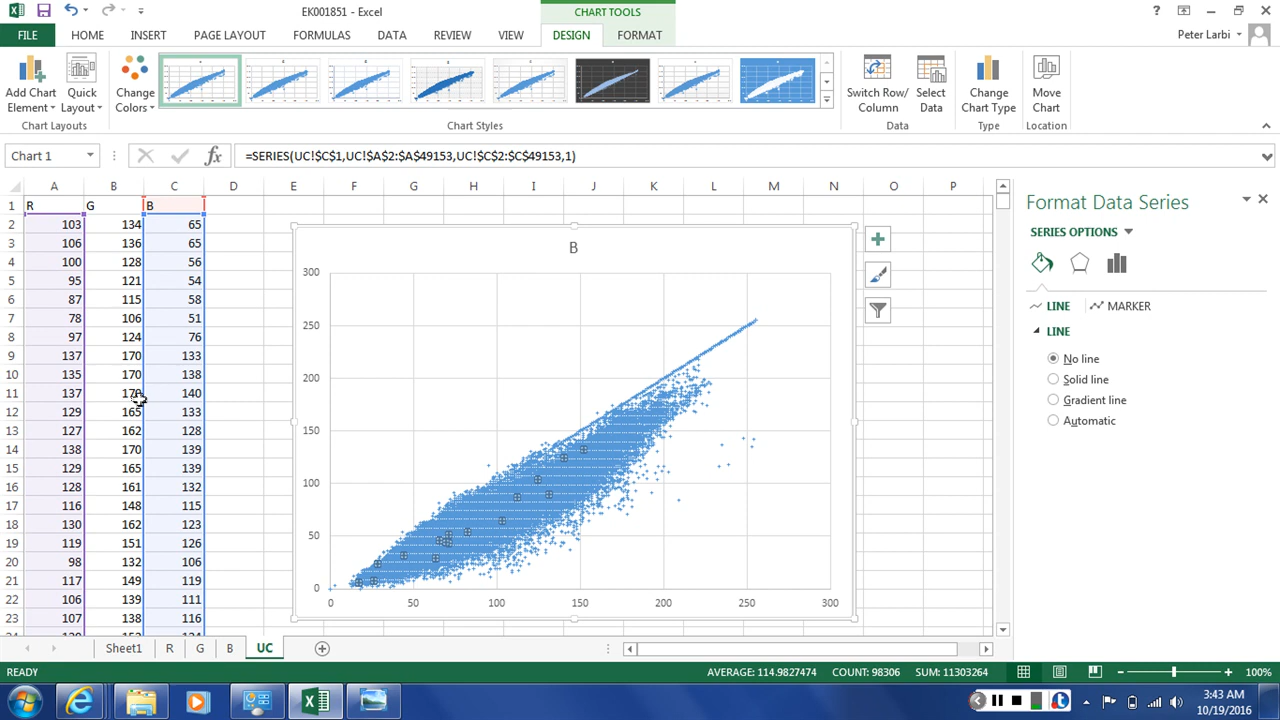 EK001851 - Excel
CHART TOOLS
?
FILE
HOME
INSERT
PAGE LAYOUT
FORMULAS
DATA
REVIEW
VIEW
DESIGN
FORMAT
Peter Larbi
Add Chart Element
Quick Layout
Change Colors
Switch Row/ Column
Select Data
Change Chart Type
Move Chart
Chart Layouts
Chart Styles
Data
Type
Location
Chart 1
fx
=SERIES(UC!$C$1,UC!$A$2:$A$49153,UC!$C$2:$C$49153,1)
A B C D E F G H I J K L M N O P
1 R G B
2 103 134 65
3 106 136 65
4 100 128 56
5 95 121 54
6 87 115 58
7 78 106 51
8 97 124 76
9 137 170 133
10 135 170 138
11 137 170 140
12 129 165 133
13 127 162 128
14 138 170 135
15 129 165 139
16 128 161 132
17 116 148 115
18 130 162 123
19 119 151 126
20 98 132 106
21 117 149 119
22 106 139 111
23 107 138 116
B
300
250
200
150
100
50
0
0 50 100 150 200 250 300
Format Data Series
SERIES OPTIONS
LINE
MARKER
LINE
No line
Solid line
Gradient line
Automatic
Sheet1
R
G
B
UC
READY
AVERAGE: 114.9827474
COUNT: 98306
SUM: 11303264
100%
3:43 AM
10/19/2016